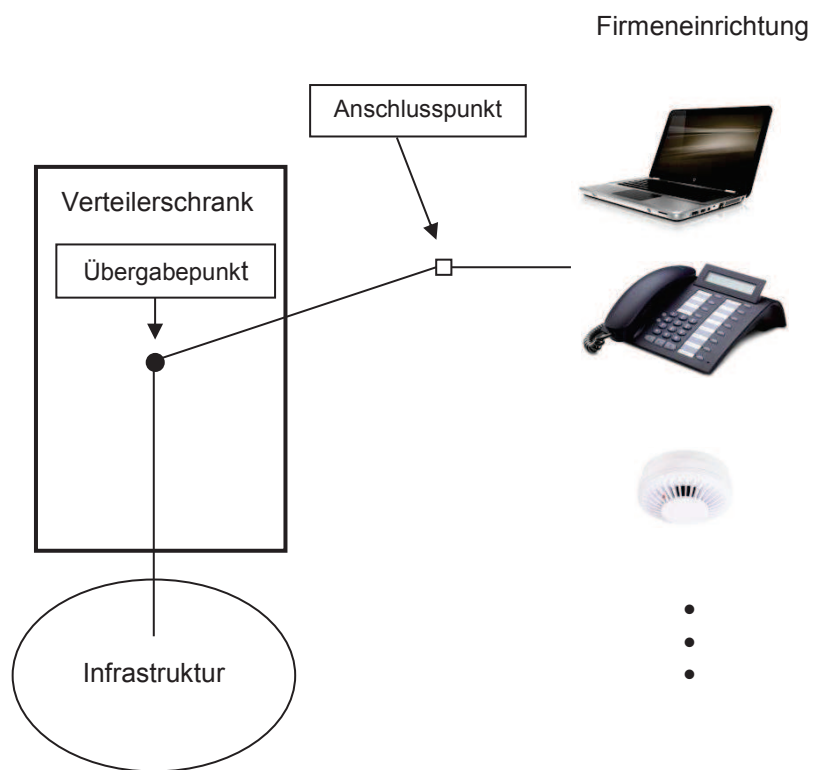 Firmeneinrichtung
Anschlusspunkt
Verteilerschrank
Übergabepunkt
Infrastruktur